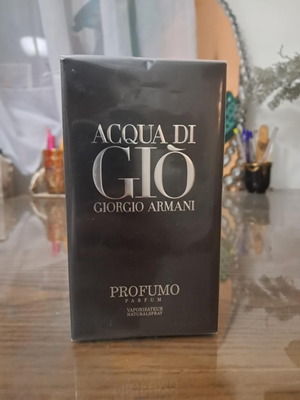 ACQUA DI
GIÒ
GIORGIO ARMANI
PROFUMO
PARFUM
VAPORISATEUR
NATURAL SPRAY